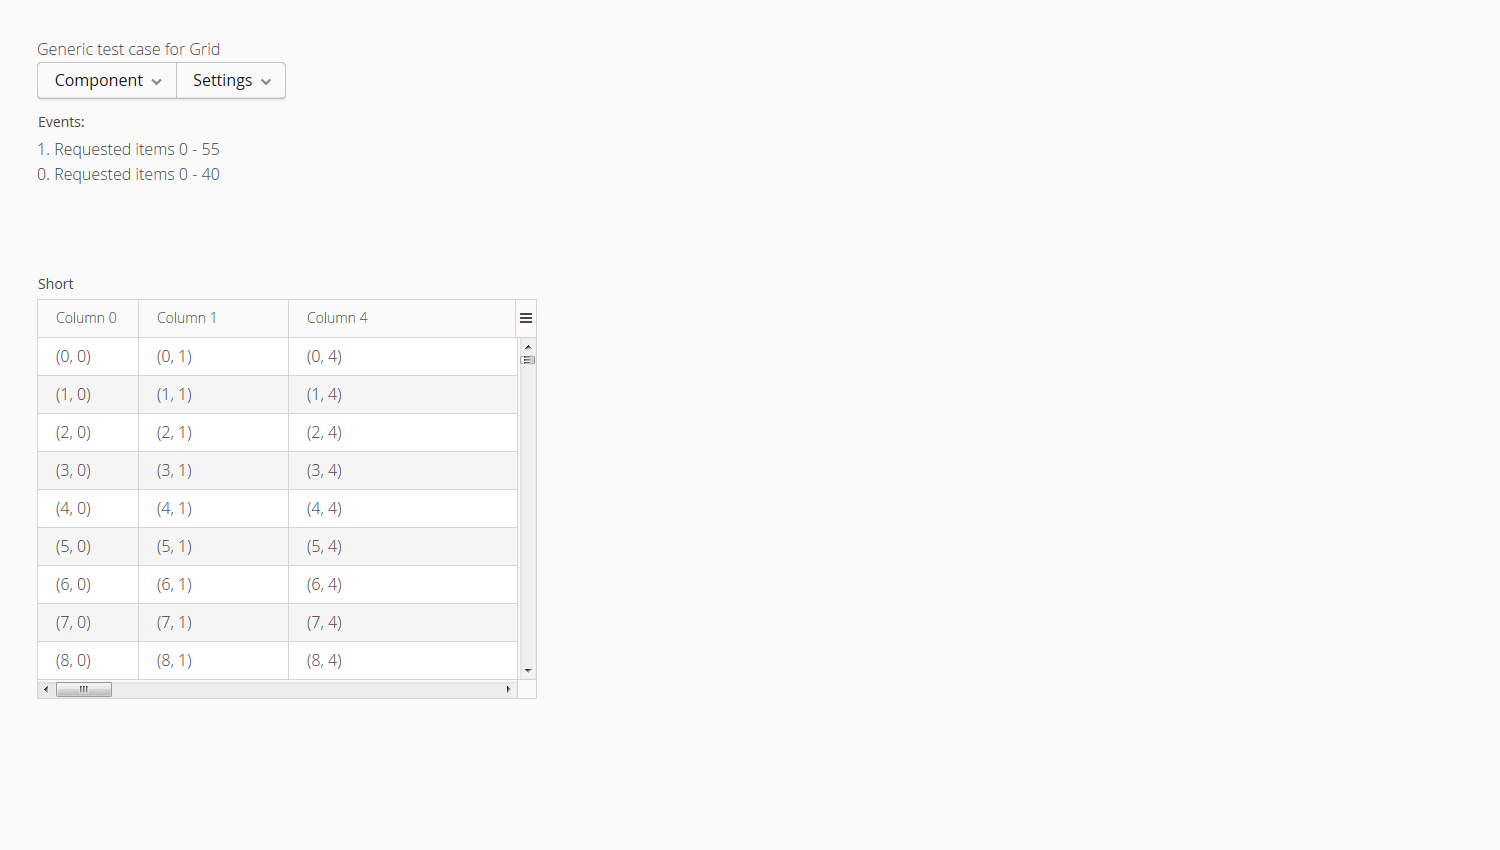 Generic test case for Grid
Component Settings
Events:
1. Requested items 0 - 55
0. Requested items 0 - 40
Short
Column 0 Column 1 Column 4
(0, 0) (0, 1) (0, 4)
(1, 0) (1, 1) (1, 4)
(2, 0) (2, 1) (2, 4)
(3, 0) (3, 1) (3, 4)
(4, 0) (4, 1) (4, 4)
(5, 0) (5, 1) (5, 4)
(6, 0) (6, 1) (6, 4)
(7, 0) (7, 1) (7, 4)
(8, 0) (8, 1) (8, 4)